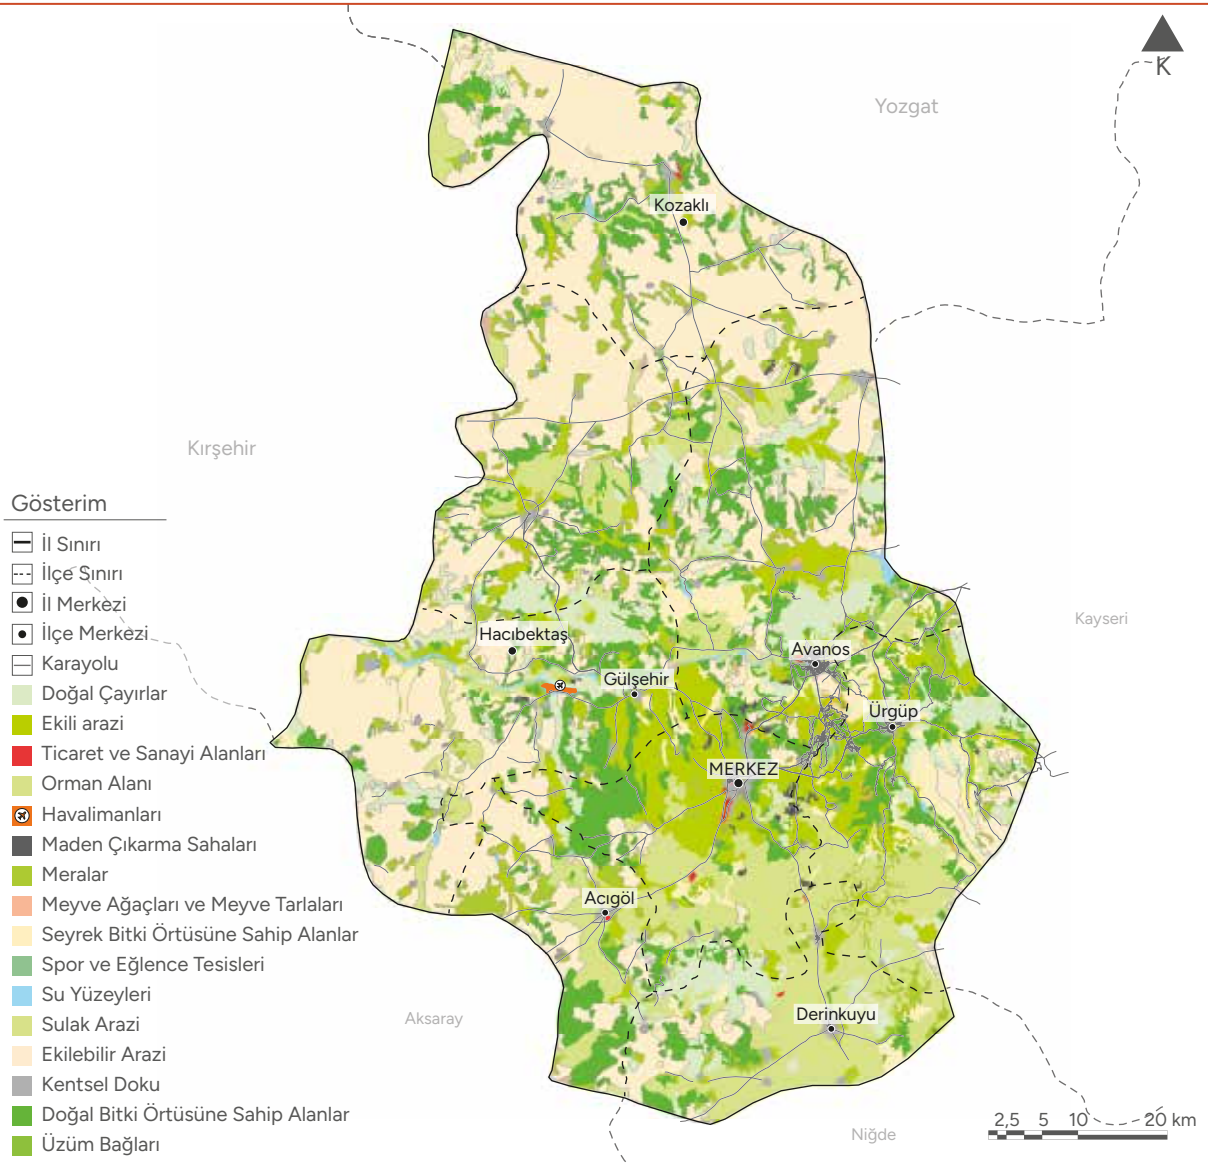 K
Yozgat
Kozaklı
Kırşehir
Kayseri
Hacıbektaş
Avanos
Gülşehir
Ürgüp
MERKEZ
Acıgöl
Derinkuyu
Aksaray
Niğde
Gösterim
İl Sınırı
İlçe Sınırı
İl Merkezi
İlçe Merkezi
Karayolu
Doğal Çayırlar
Ekili arazi
Ticaret ve Sanayi Alanları
Orman Alanı
Havalimanları
Maden Çıkarma Sahaları
Meralar
Meyve Ağaçları ve Meyve Tarlaları
Seyrek Bitki Örtüsüne Sahip Alanlar
Spor ve Eğlence Tesisleri
Su Yüzeyleri
Sulak Arazi
Ekilebilir Arazi
Kentsel Doku
Doğal Bitki Örtüsüne Sahip Alanlar
Üzüm Bağları
2,5 5 10 20 km